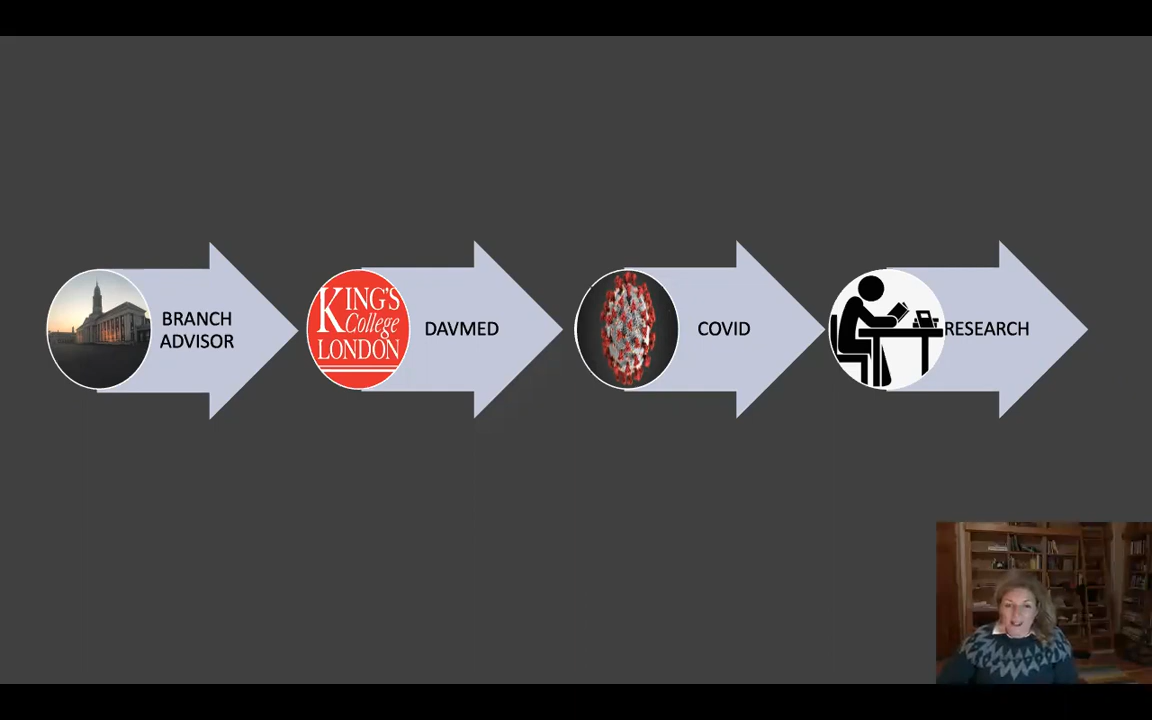 BRANCH
ADVISOR
KING'S
College
LONDON
DAVMED
COVID
RESEARCH